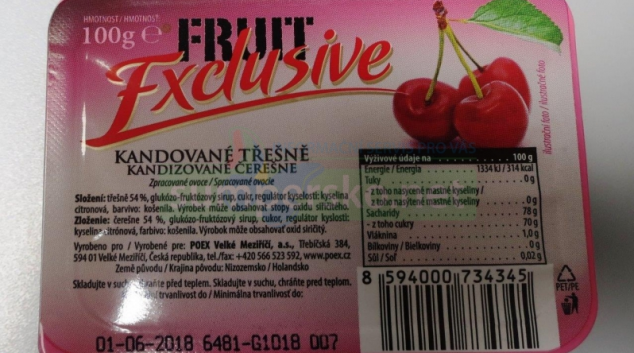 HMOTNOST / HMOTNOSŤ
100g ℮
FRUIT
Exclusive
ilustrační foto / ilustračné foto
KANDOVANÉ TŘEŠNĚ
KANDIZOVANÉ ČEREŠNE
Zpracované ovoce / Spracované ovocie
Složení: třešně 54 %, glukózo-fruktózový sirup, cukr, regulátor kyselosti: kyselina
citronová, barvivo: košenila. Výrobek může obsahovat stopy oxidu siřičitého.
Zloženie: čerešne 54 %, glukózo-fruktózový sirup, cukor, regulátor kyslosti:
kyselina citrónová, farbivo: košenila. Výrobok môže obsahovať oxid siričitý.
Vyrobeno pro / Vyrobené pre: POEX Velké Meziříčí, a.s., Třebíčská 384,
594 01 Velké Meziříčí, Česká republika, tel./fax: +420 566 523 592, www.poex.cz
Země původu / Krajina pôvodu: Nizozemsko / Holandsko
Skladujte v suchu, chraňte před teplem. Skladujte v suchu, chráňte pred teplom.
trvanlivosti do / Minimálna trvanlivosť do:
01-06-2018 6481-G1018 007
Výživové údaje na 100 g
Energie / Energia 1334 kJ / 314 kcal
Tuky 0 g
- z toho nasycené mastné kyseliny /
- z toho nasýtené mastné kyseliny 0 g
Sacharidy 78 g
- z toho cukry 70 g
Vláknina 1,0 g
Bílkoviny / Bielkoviny 0 g
Sůl / Soľ 0,02 g
8 594000 734345
PET/PE